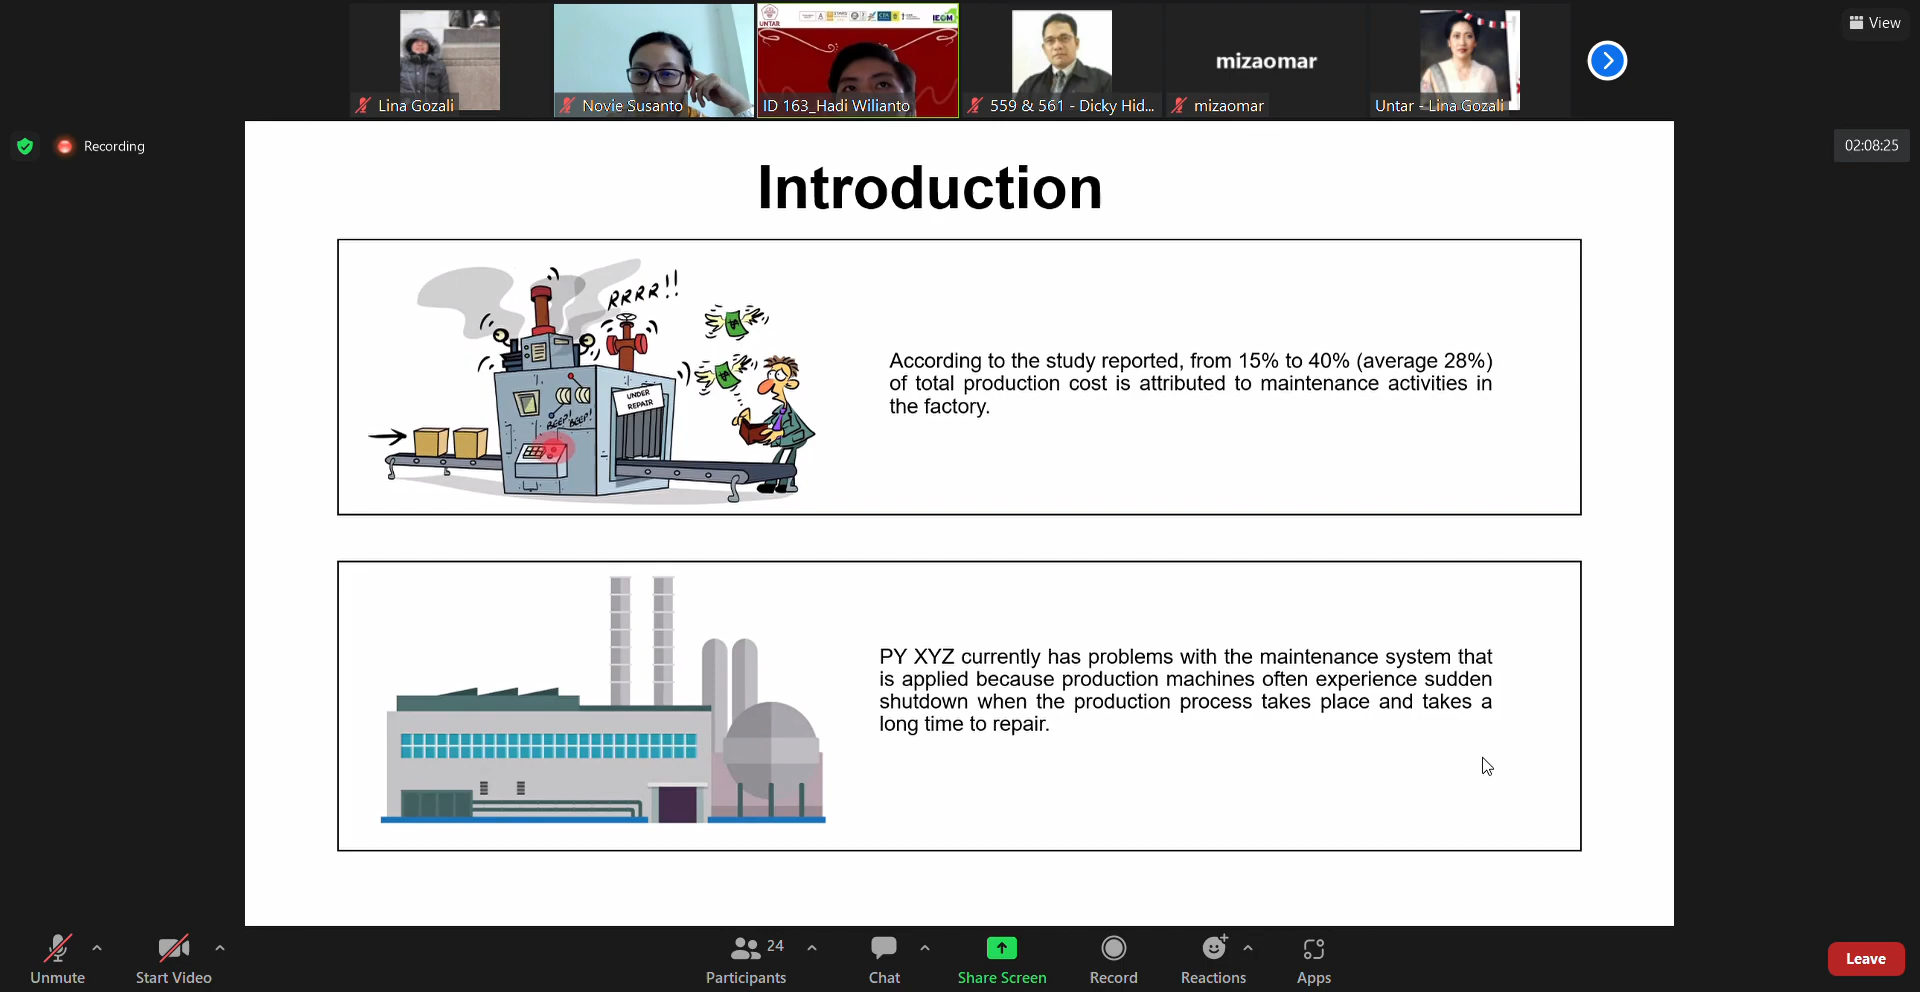 View
UNTAR
IEOM
mizaomar
Lina Gozali
Novie Susanto
ID 163_Hadi Wilianto
559 & 561 - Dicky Hid...
mizaomar
Untar - Lina Gozali
Recording
02:08:25
Introduction
RRRR!!
UNDER
REPAIR
BEEP! BEEP!
According to the study reported, from 15% to 40% (average 28%)
of total production cost is attributed to maintenance activities in
the factory.
PY XYZ currently has problems with the maintenance system that
is applied because production machines often experience sudden
shutdown when the production process takes place and takes a
long time to repair.
24
Unmute
Start Video
Participants
Chat
Share Screen
Record
Reactions
Apps
Leave